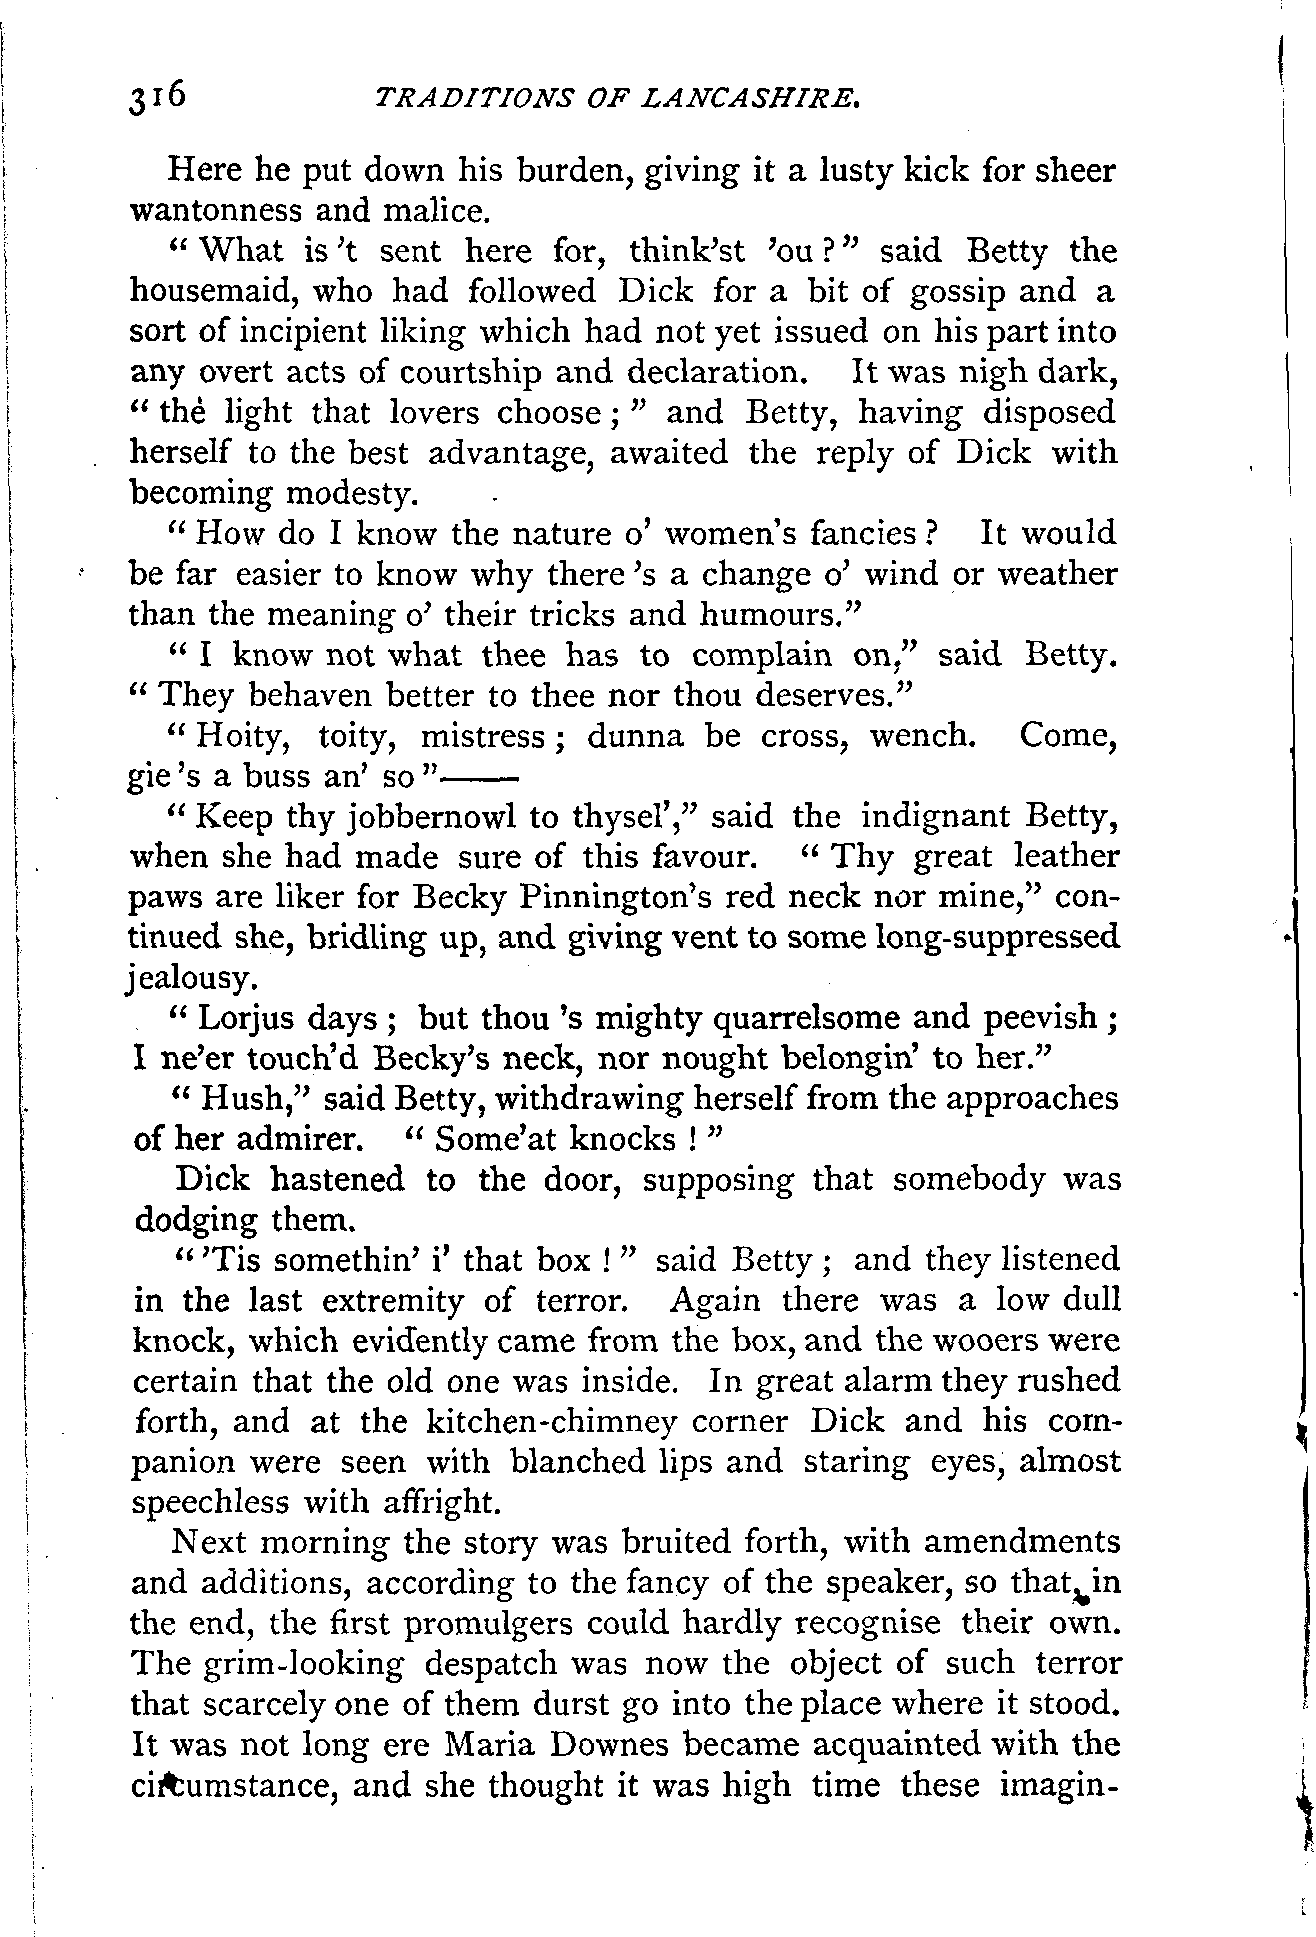 316 TRADITIONS OF LANCASHIRE.
Here he put down his burden, giving it a lusty kick for sheer
wantonness and malice.
“ What is ’t sent here for, think’st ’ou ? ” said Betty the
housemaid, who had followed Dick for a bit of gossip and a
sort of incipient liking which had not yet issued on his part into
any overt acts of courtship and declaration. It was nigh dark,
“ the light that lovers choose ; ” and Betty, having disposed
herself to the best advantage, awaited the reply of Dick with
becoming modesty.
“ How do I know the nature o’ women’s fancies ? It would
be far easier to know why there ’s a change o’ wind or weather
than the meaning o’ their tricks and humours.”
“ I know not what thee has to complain on,” said Betty.
“ They behaven better to thee nor thou deserves.”
“ Hoity, toity, mistress ; dunna be cross, wench. Come,
gie ’s a buss an’ so ”——
“ Keep thy jobbernowl to thysel’,” said the indignant Betty,
when she had made sure of this favour. “ Thy great leather
paws are liker for Becky Pinnington’s red neck nor mine,” con-
tinued she, bridling up, and giving vent to some long-suppressed
jealousy.
“ Lorjus days ; but thou ’s mighty quarrelsome and peevish ;
I ne’er touch’d Becky’s neck, nor nought belongin’ to her.”
“ Hush,” said Betty, withdrawing herself from the approaches
of her admirer. “ Some’at knocks ! ”
Dick hastened to the door, supposing that somebody was
dodging them.
“ ’Tis somethin’ i’ that box ! ” said Betty ; and they listened
in the last extremity of terror. Again there was a low dull
knock, which evidently came from the box, and the wooers were
certain that the old one was inside. In great alarm they rushed
forth, and at the kitchen-chimney corner Dick and his com-
panion were seen with blanched lips and staring eyes, almost
speechless with affright.
Next morning the story was bruited forth, with amendments
and additions, according to the fancy of the speaker, so that, in
the end, the first promulgers could hardly recognise their own.
The grim-looking despatch was now the object of such terror
that scarcely one of them durst go into the place where it stood.
It was not long ere Maria Downes became acquainted with the
circumstance, and she thought it was high time these imagin-